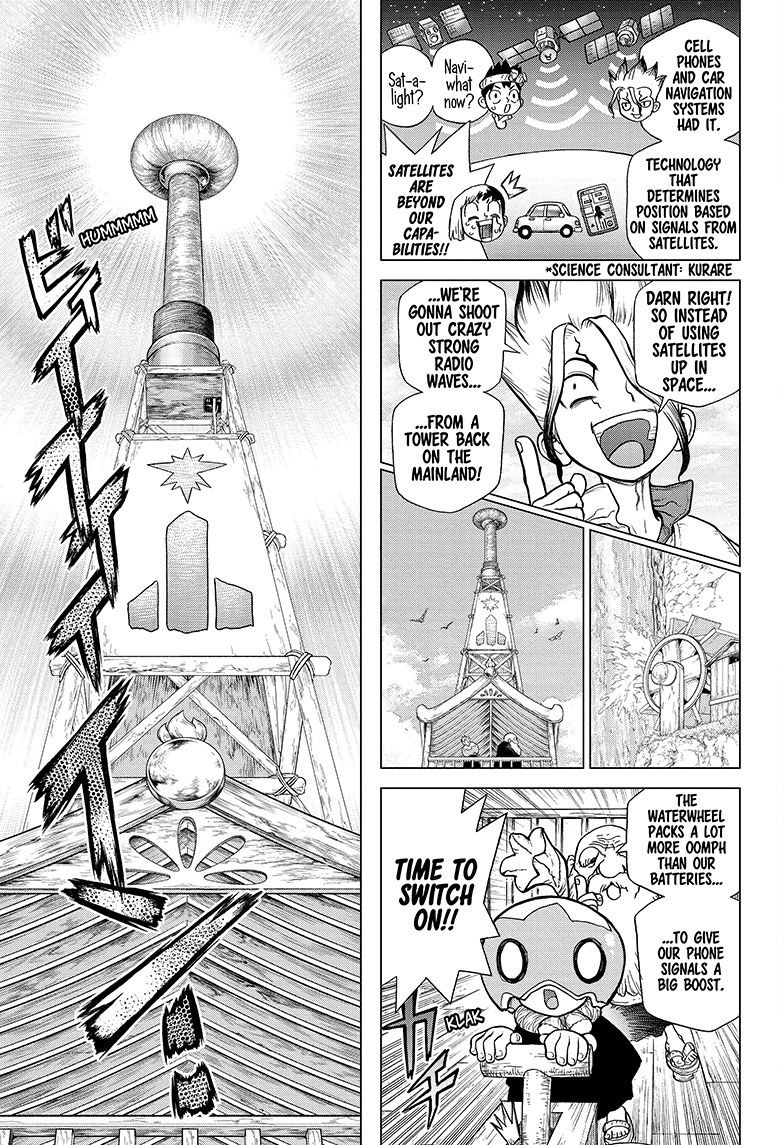 CELL
PHONES
AND CAR
NAVIGATION
SYSTEMS
HAD IT.
TECHNOLOGY
THAT
DETERMINES
POSITION BASED
ON SIGNALS FROM
SATELLITES.
Navi-
what
now?
Sat-a-
light?
SATELLITES
ARE
BEYOND
OUR
CAPA-
BILITIES!!
*SCIENCE CONSULTANT: KURARE
DARN RIGHT!
SO INSTEAD
OF USING
SATELLITES
UP IN
SPACE...
...WE'RE
GONNA SHOOT
OUT CRAZY
STRONG
RADIO
WAVES...
...FROM A
TOWER BACK
ON THE
MAINLAND!
THE
WATERWHEEL
PACKS A LOT
MORE OOMPH
THAN OUR
BATTERIES...
...TO GIVE
OUR PHONE
SIGNALS A
BIG BOOST.
TIME TO
SWITCH
ON!!
KLAK
カチ
HUMMMMM
ビィイイイイン